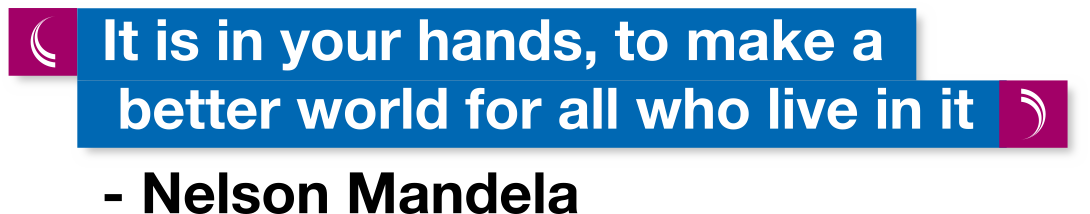 It is in your hands, to make a
better world for all who live in it
- Nelson Mandela